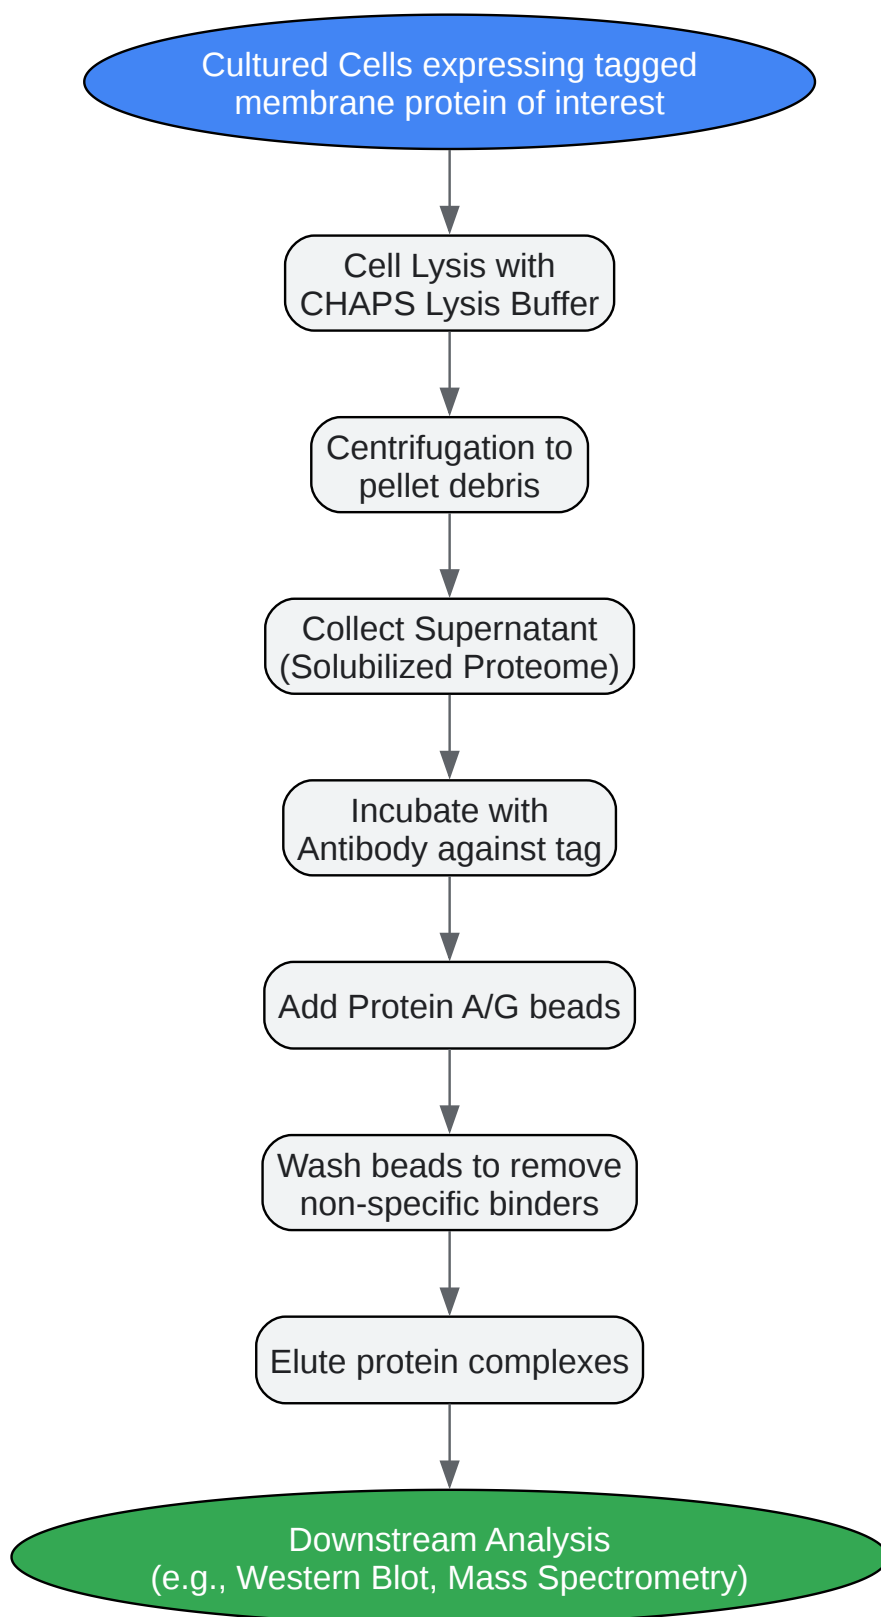 Cultured Cells expressing tagged
membrane protein of interest
Cell Lysis with
CHAPS Lysis Buffer
Centrifugation to
pellet debris
Collect Supernatant
(Solubilized Proteome)
Incubate with
Antibody against tag
Add Protein A/G beads
Wash beads to remove
non-specific binders
Elute protein complexes
Downstream Analysis
(e.g., Western Blot, Mass Spectrometry)